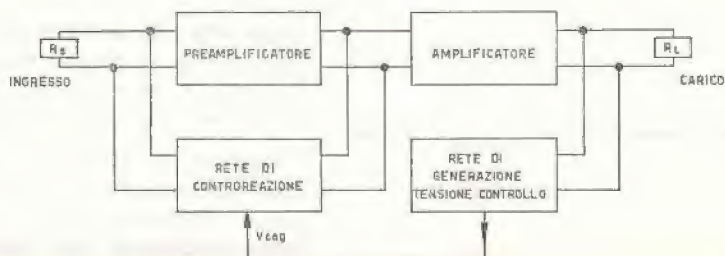 Rs
INGRESSO
PREAMPLIFICATORE
AMPLIFICATORE
RL
CARICO
RETE DI
CONTROREAZIONE
RETE DI
GENERAZIONE
TENSIONE CONTROLLO
Vcag